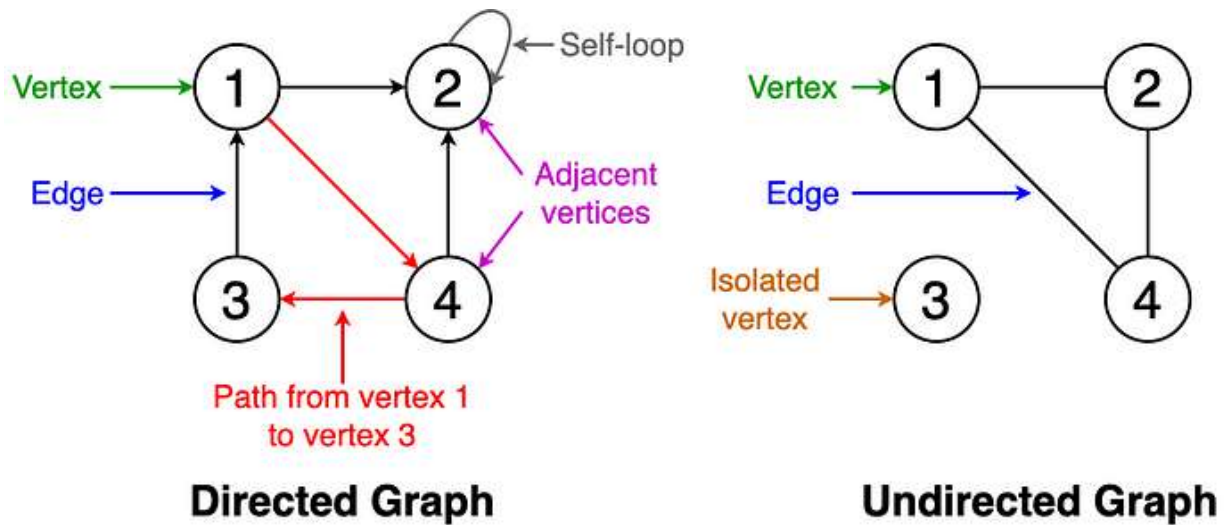 Self-loop
Vertex
1
2
Edge
Adjacent
vertices
3
4
Path from vertex 1
to vertex 3
Directed Graph
Vertex
1
2
Edge
Isolated
vertex
3
4
Undirected Graph